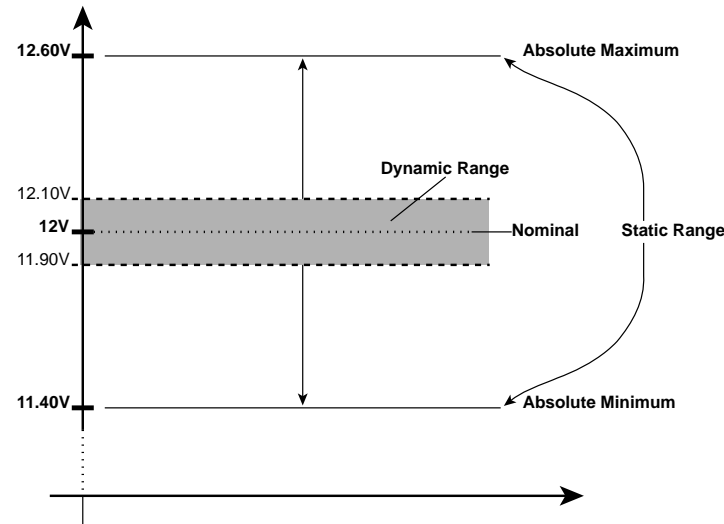 12.60V
Absolute Maximum
Dynamic Range
12.10V
12V
Nominal
Static Range
11.90V
11.40V
Absolute Minimum